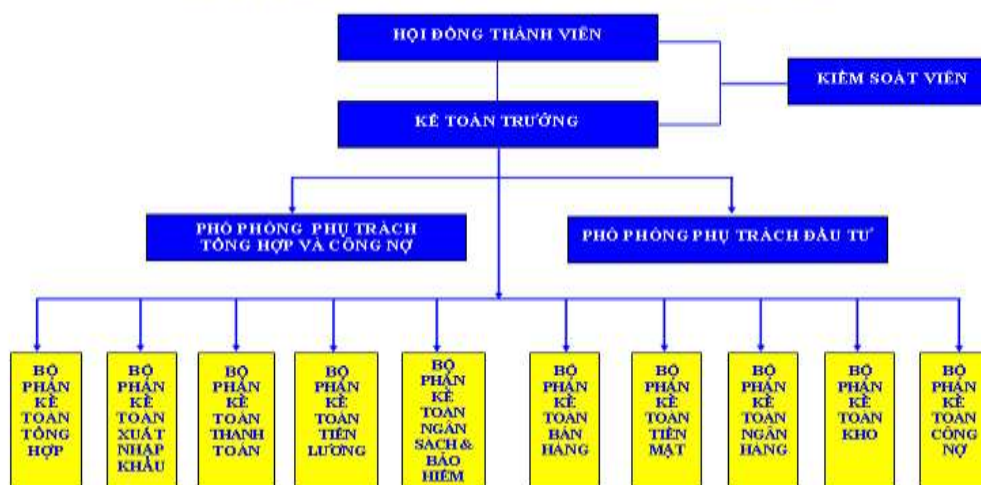 HỘI ĐỒNG THÀNH VIÊN
KIỂM SOÁT VIÊN
KẾ TOÁN TRƯỞNG
PHÓ PHÒNG PHỤ TRÁCH
TỔNG HỢP VÀ CÔNG NỢ
PHÓ PHÒNG PHỤ TRÁCH ĐẦU TƯ
BỘ
PHẬN
KẾ
TOÁN
TỔNG
HỢP
BỘ
PHẬN
KẾ
TOÁN
XUẤT
NHẬP
KHẨU
BỘ
PHẬN
KẾ
TOÁN
THANH
TOÁN
BỘ
PHẬN
KẾ
TOÁN
TIỀN
LƯƠNG
BỘ
PHẬN
KẾ
TOÁN
NGÂN
SÁCH &
BẢO
HIỂM
BỘ
PHẬN
KẾ
TOÁN
BÁN
HÀNG
BỘ
PHẬN
KẾ
TOÁN
TIỀN
MẶT
BỘ
PHẬN
KẾ
TOÁN
NGÂN
HÀNG
BỘ
PHẬN
KẾ
TOÁN
KHO
BỘ
PHẬN
KẾ
TOÁN
CÔNG
NỢ